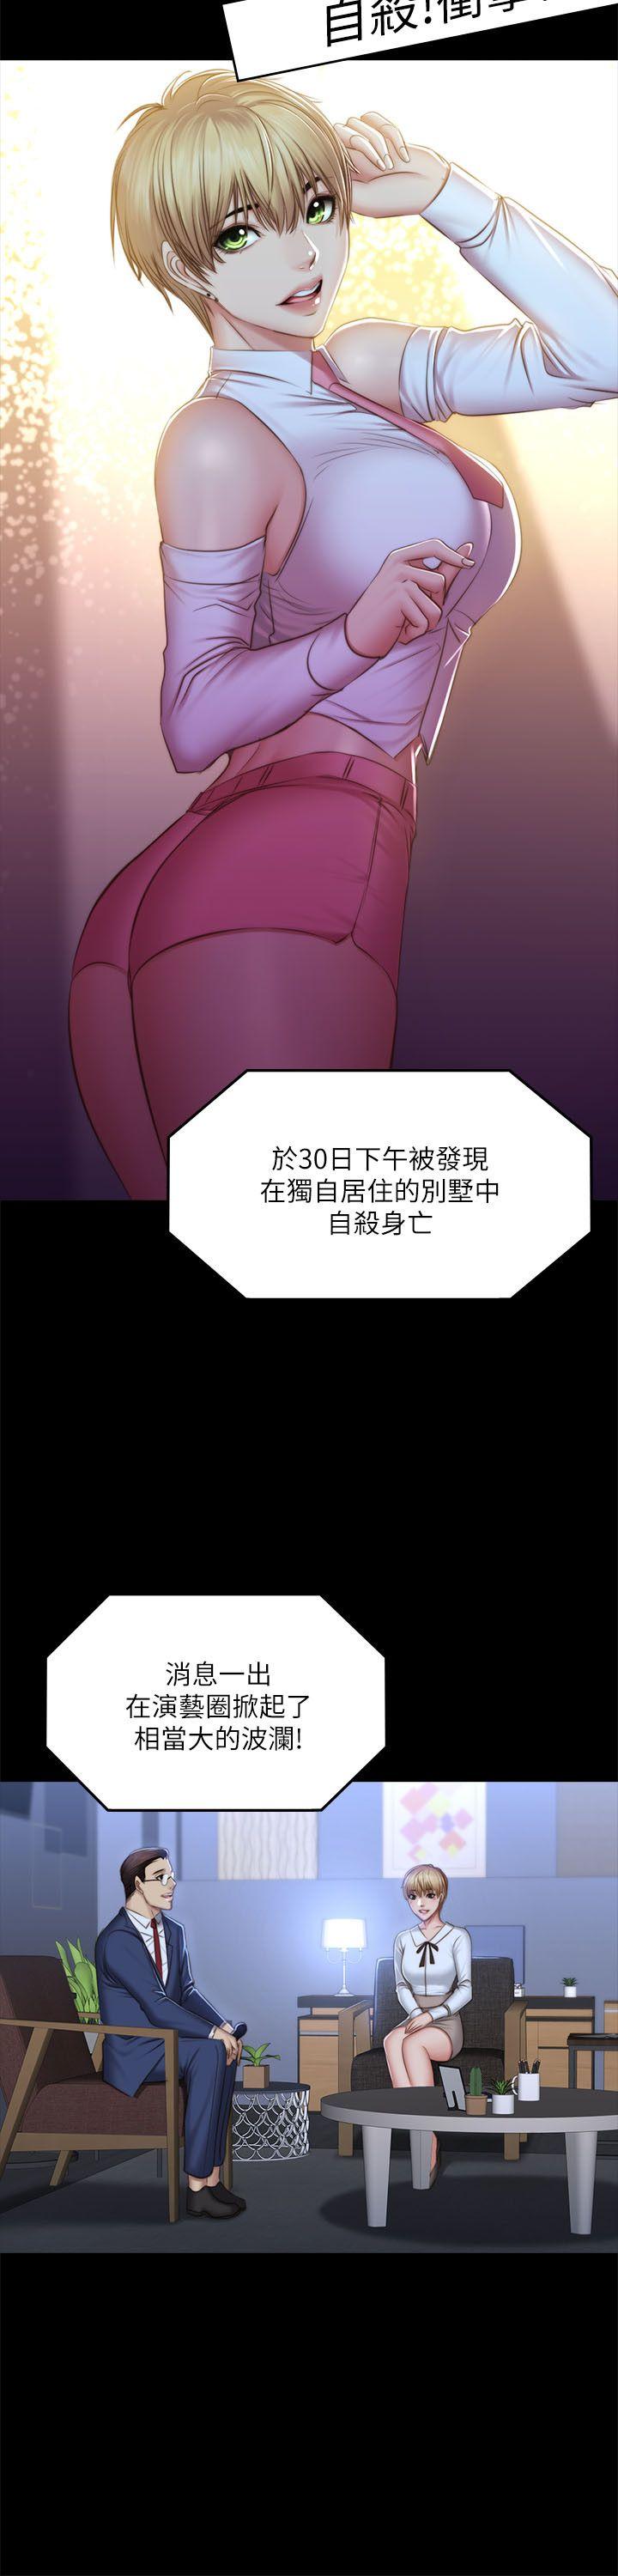 自殺!衝擊
於30日下午被發現
在獨自居住的別墅中
自殺身亡
消息一出
在演藝圈掀起了
相當大的波瀾!